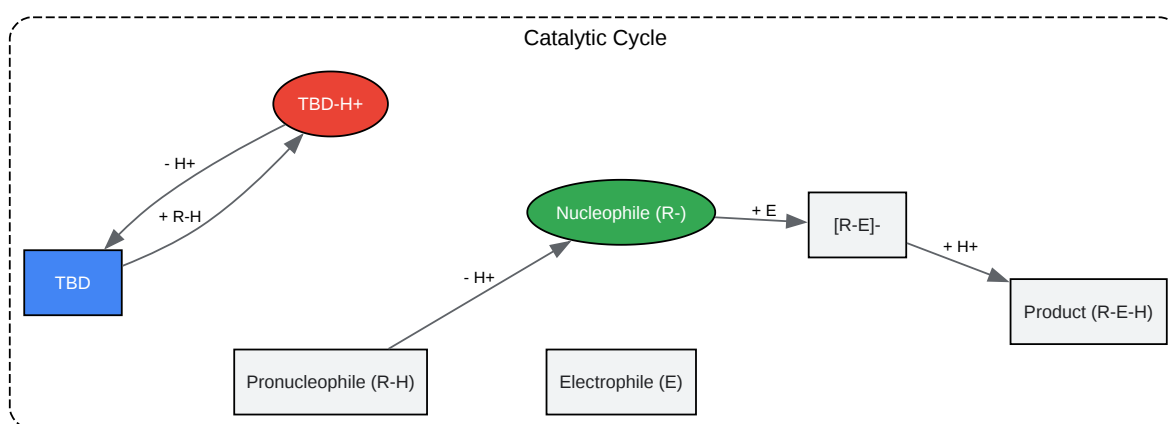 Catalytic Cycle
TBD-H+
- H+
+ R-H
TBD
Nucleophile (R-)
+ E
[R-E]-
+ H+
- H+
Product (R-E-H)
Pronucleophile (R-H)
Electrophile (E)